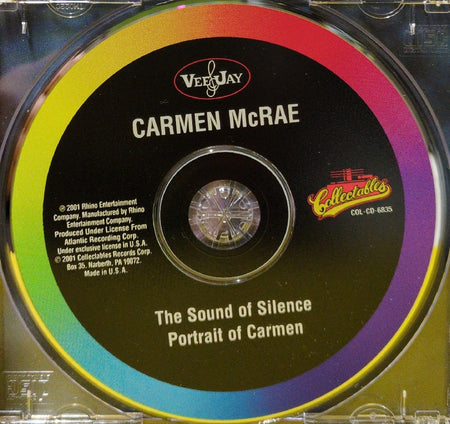 VEE JAY
CARMEN McRAE
℗ 2001 Rhino Entertainment
Company. Manufactured by Rhino
Entertainment Company.
Produced Under License From
Atlantic Recording Corp.
Under exclusive license in U.S.A.
© 2001 Collectables Records Corp.
Box 35, Narberth, PA 19072.
Made in U.S.A.
Collectables
COL-CD-6835
The Sound of Silence
Portrait of Carmen